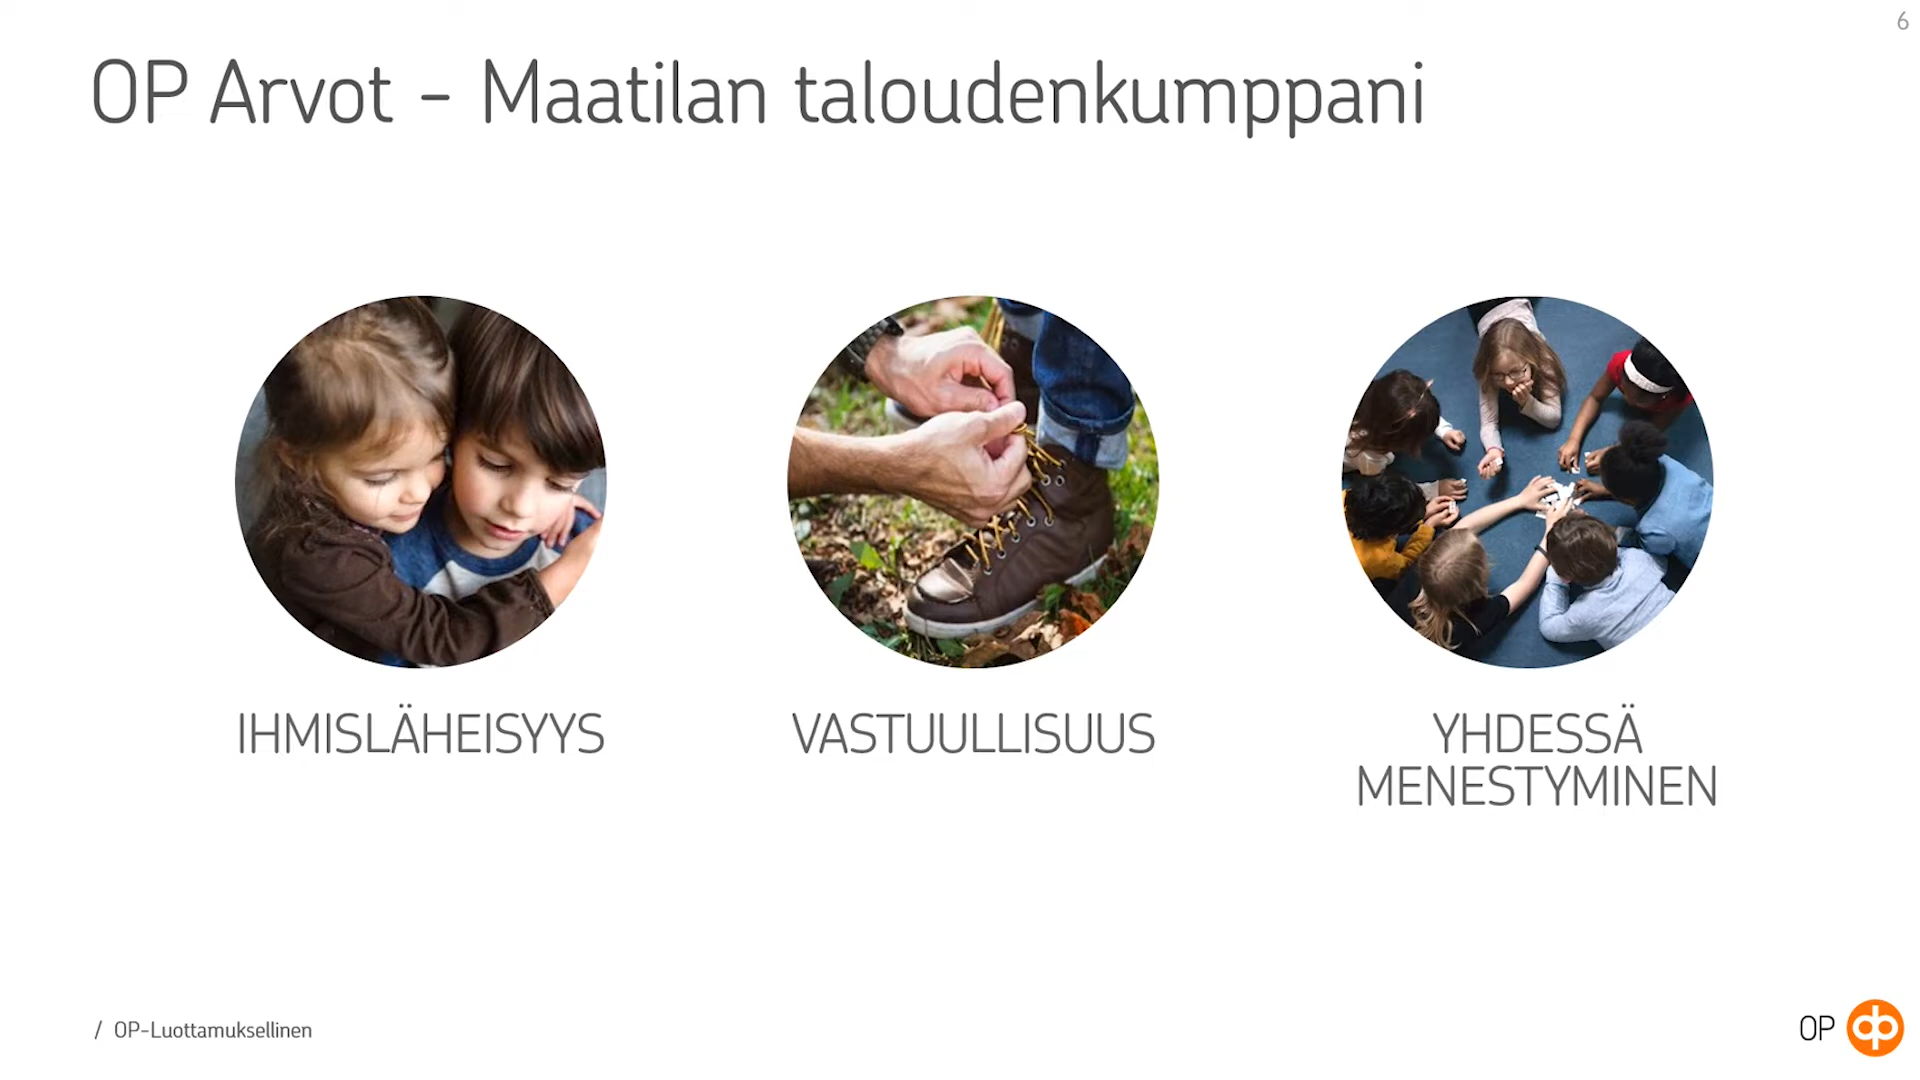 6
OP Arvot - Maatilan taloudenkumppani
IHMISLÄHEISYYS
VASTUULLISUUS
YHDESSÄ
MENESTYMINEN
/ OP-Luottamuksellinen
OP